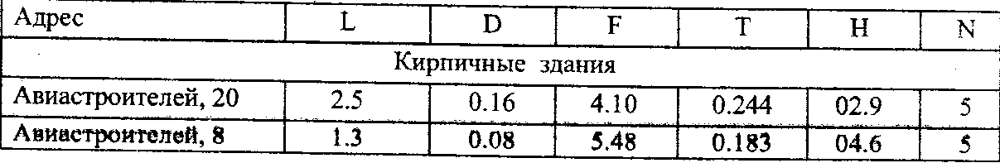 Адрес L D F T H N
Кирпичные здания
Авиастроителей, 20 2.5 0.16 4.10 0.244 02.9 5
Авиастроителей, 8 1.3 0.08 5.48 0.183 04.6 5